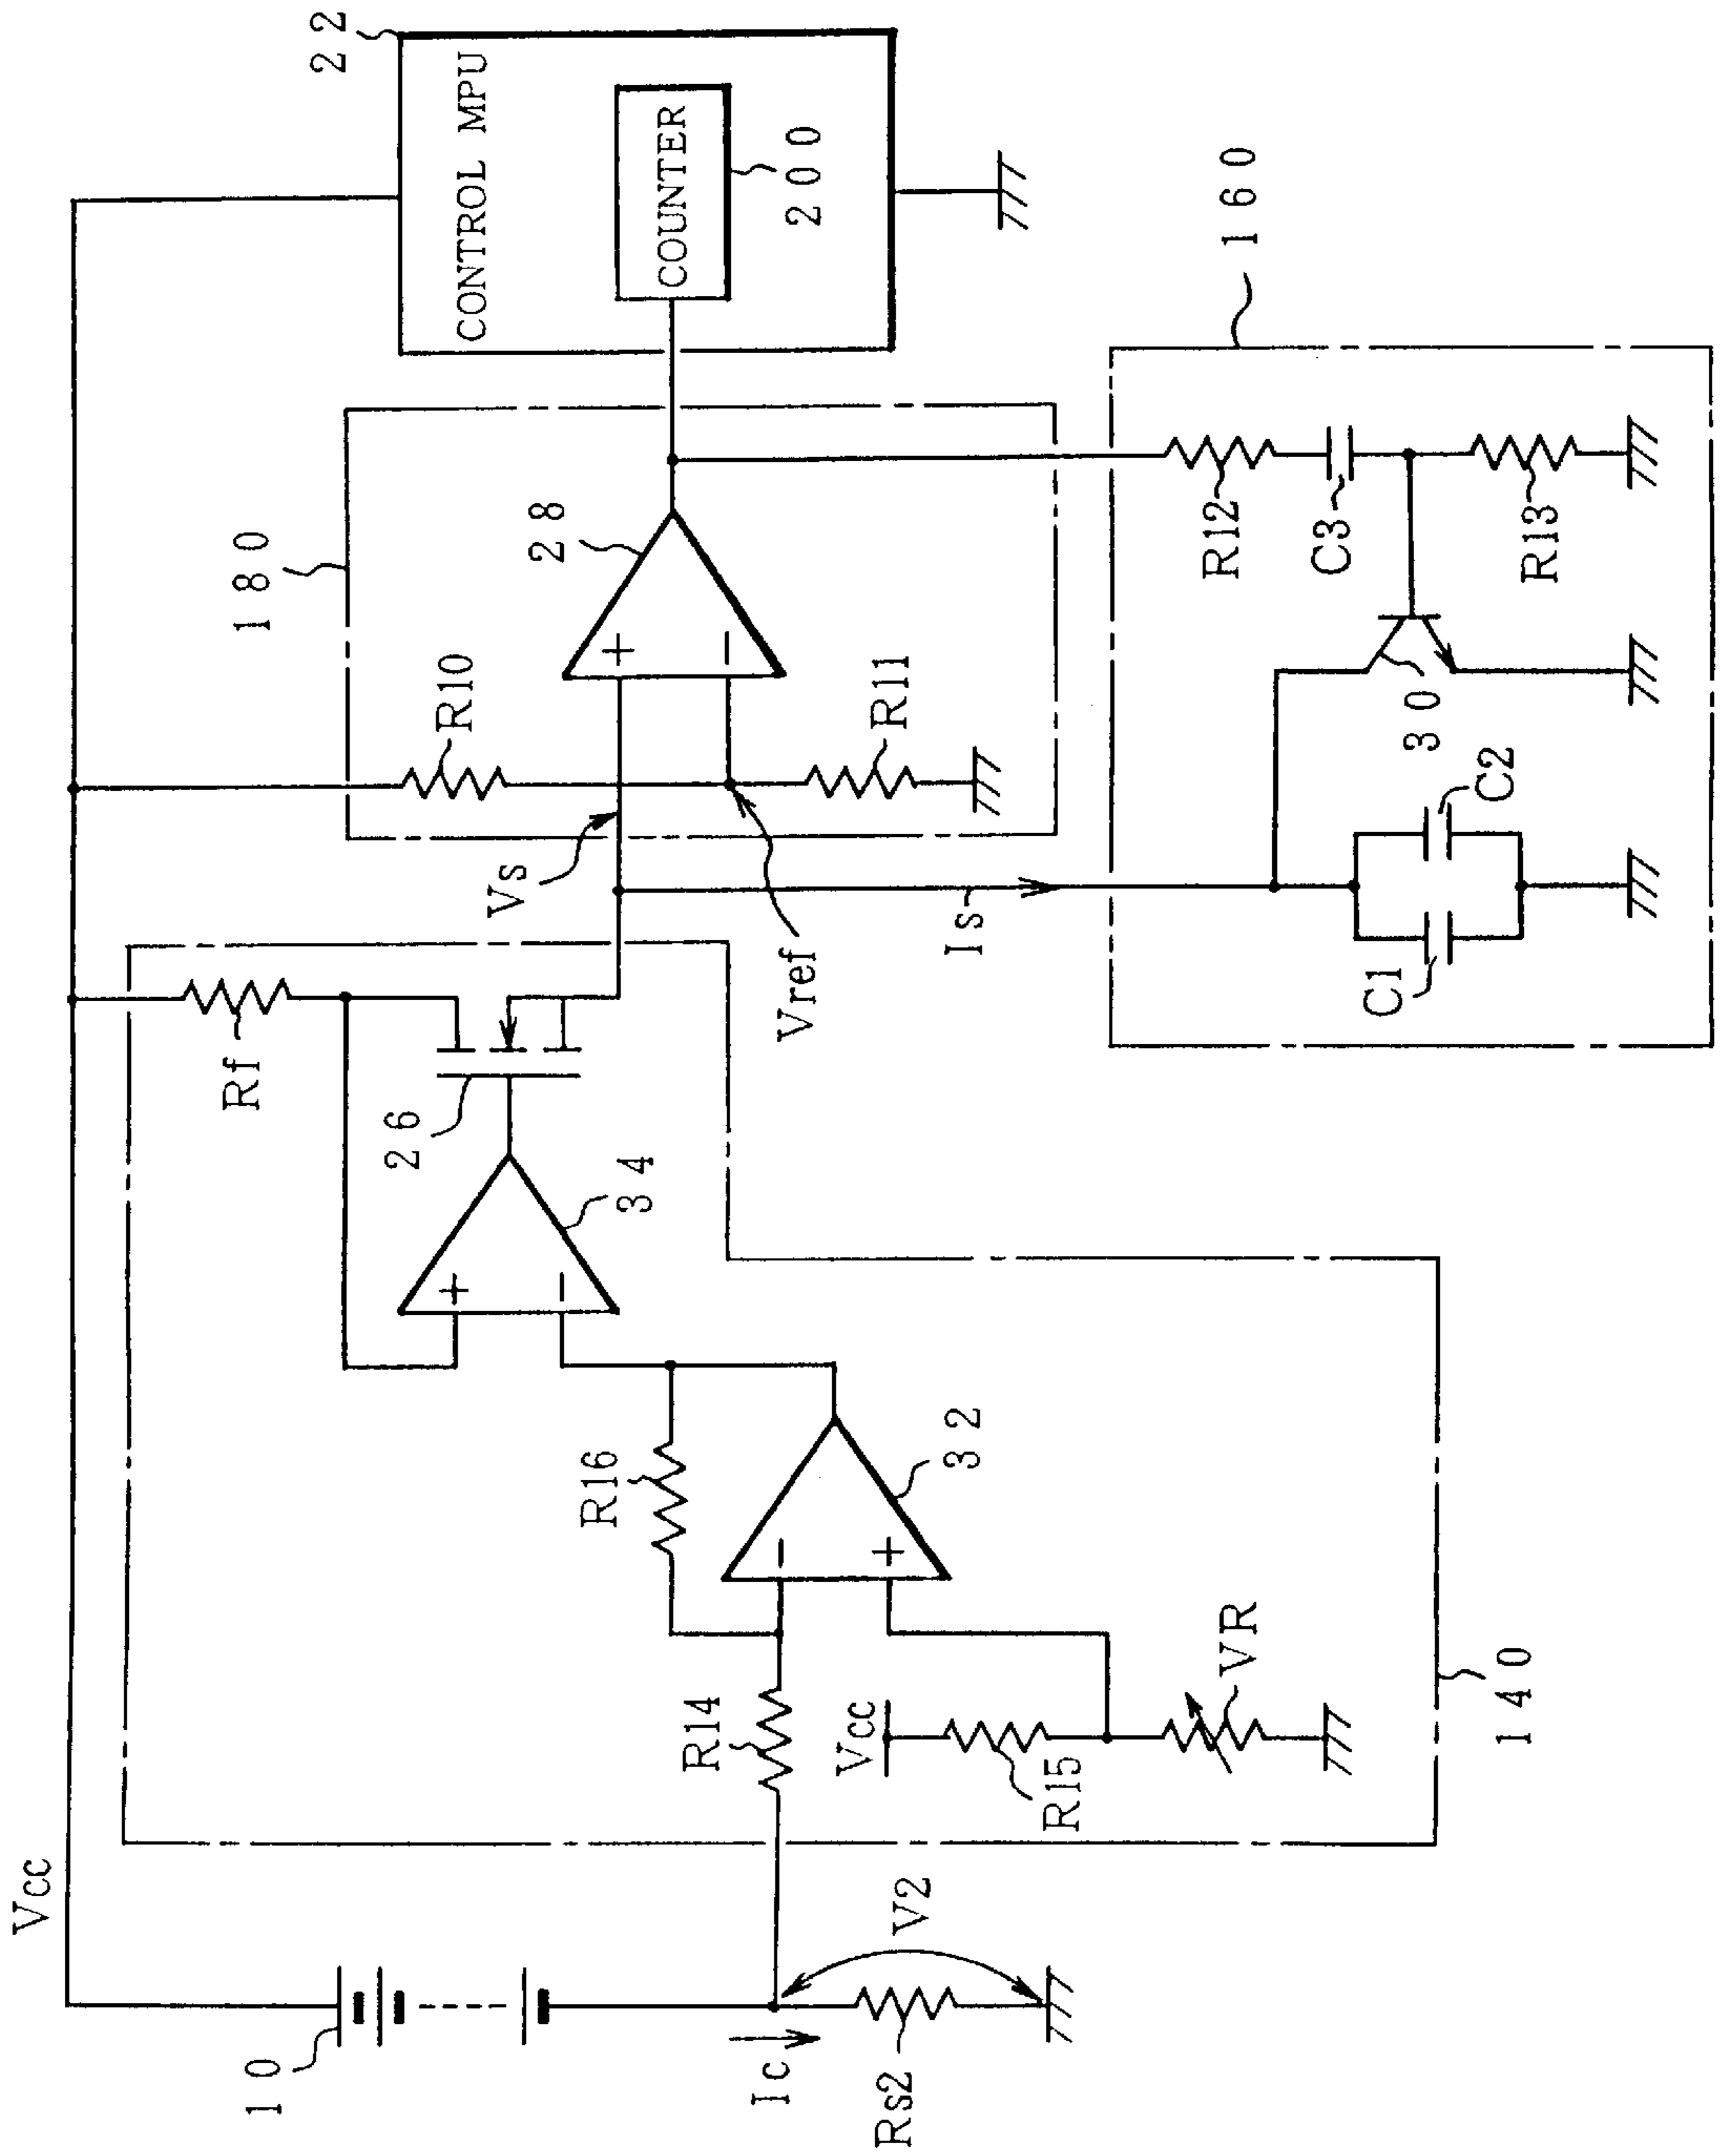 Vcc
10
Ic
Rs2
V2
R14
Vcc
R15
VR
140
R16
−
+
32
+
−
34
26
Rf
Vs
Vref
Is
180
R10
R11
+
−
28
CONTROL MPU
22
COUNTER
200
160
R12
C3
R13
30
C1
C2